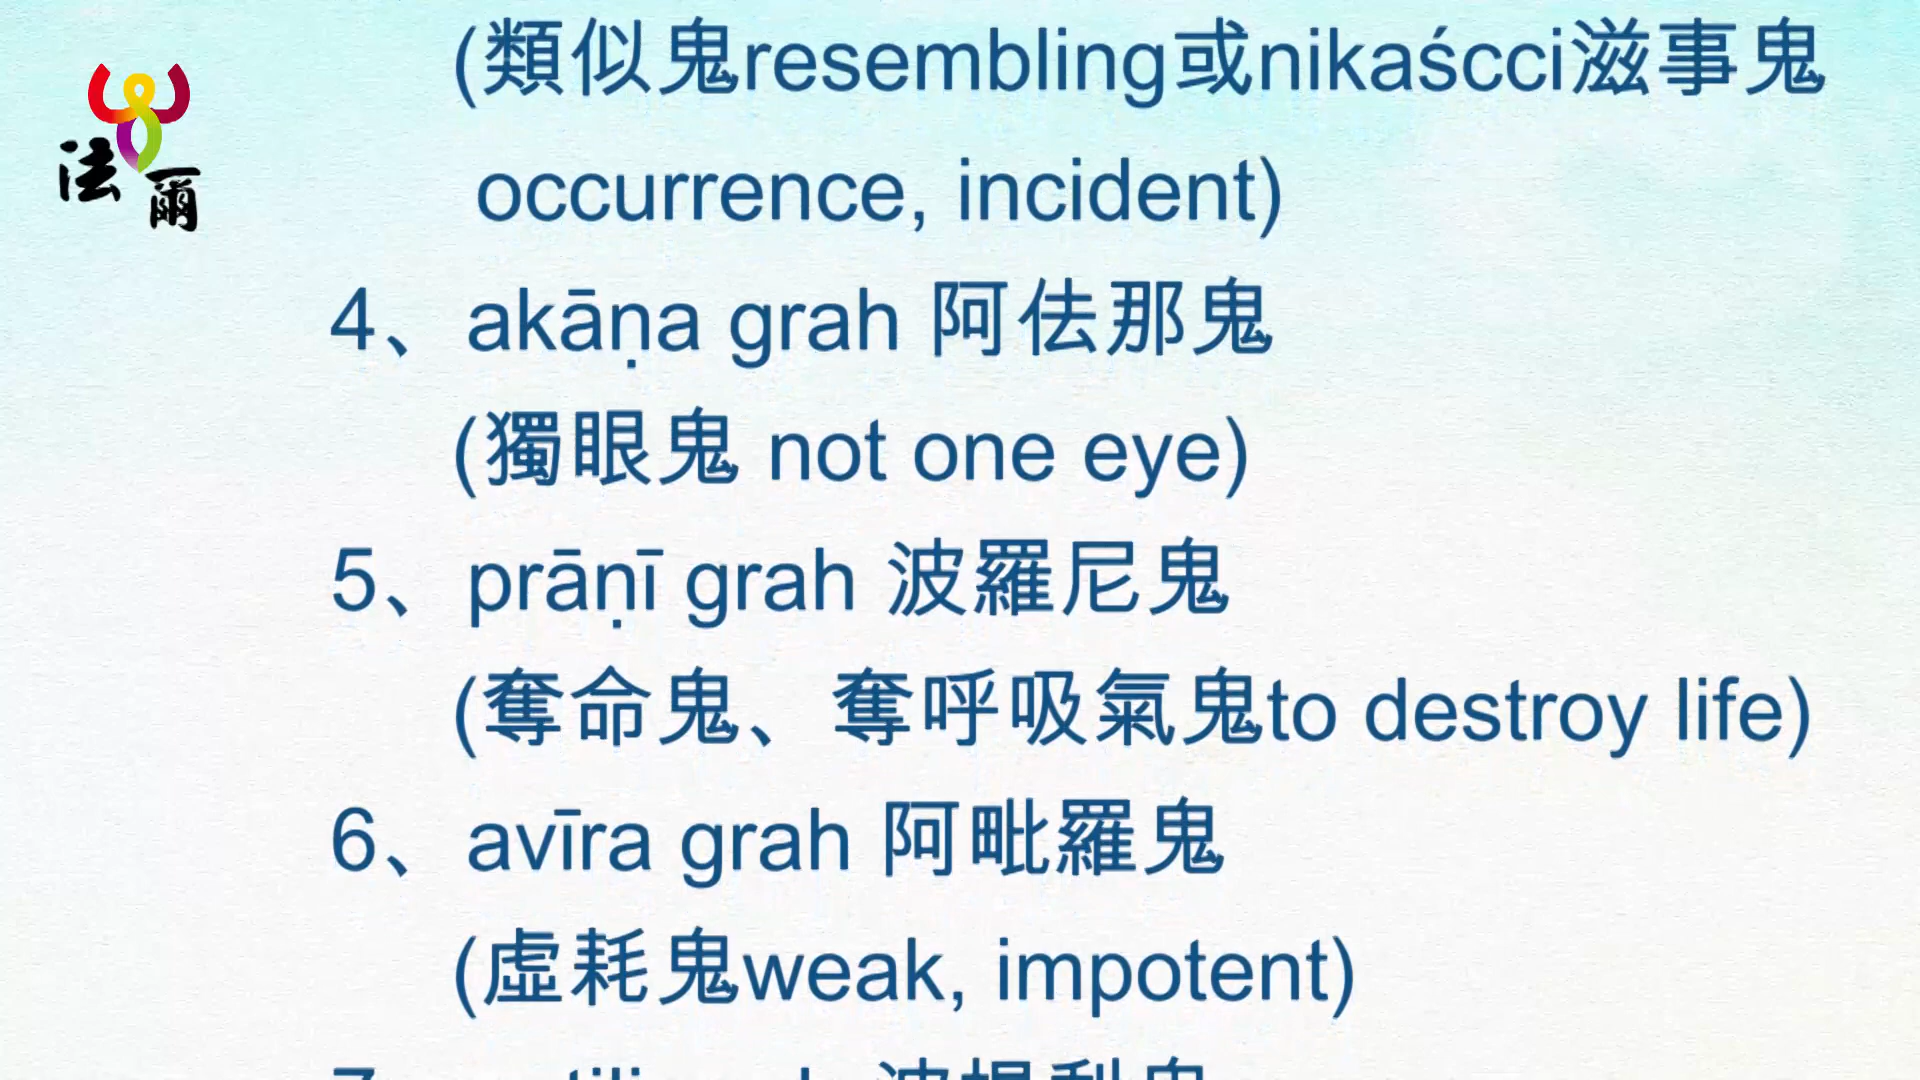 法爾
(類似鬼resembling或nikaścci滋事鬼
occurrence, incident)
4、akāṇa grah 阿佉那鬼
(獨眼鬼 not one eye)
5、prāṇī grah 波羅尼鬼
(奪命鬼、奪呼吸氣鬼to destroy life)
6、avīra grah 阿毗羅鬼
(虛耗鬼weak, impotent)